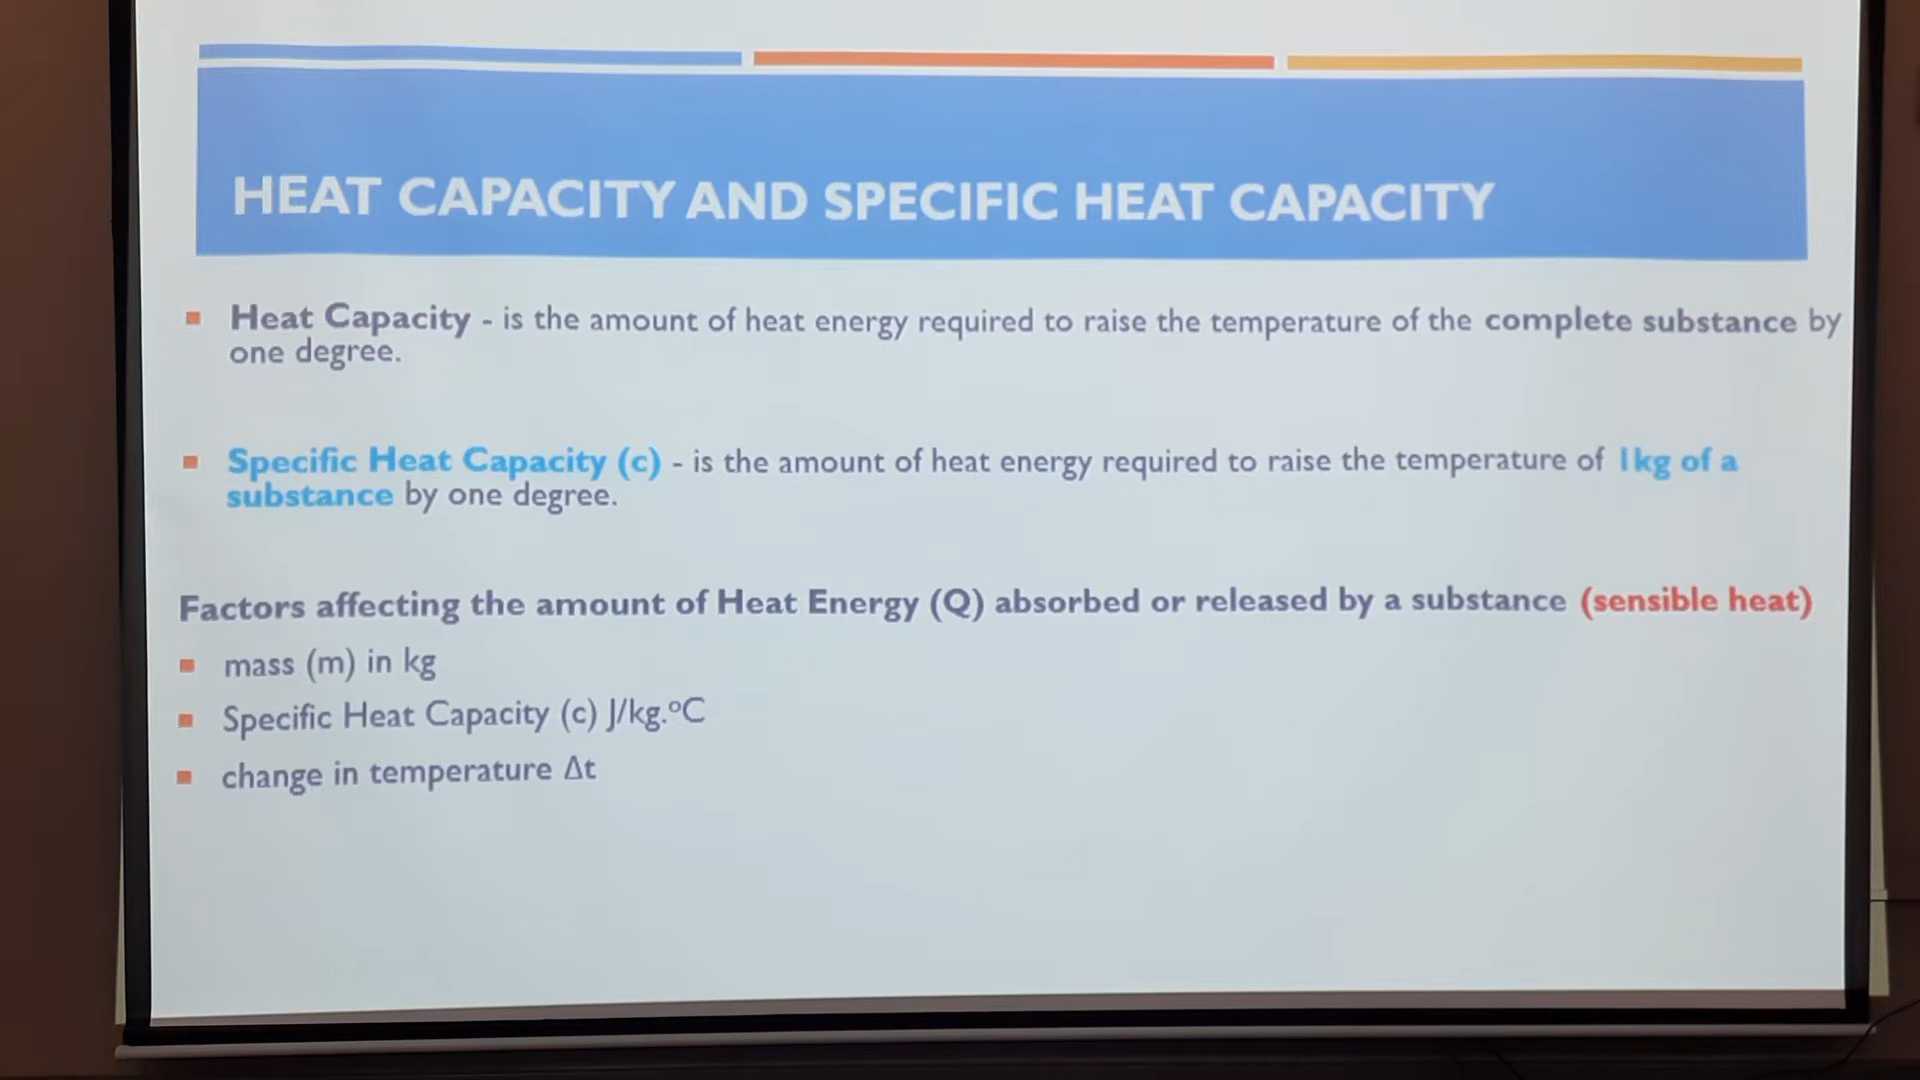 HEAT CAPACITY AND SPECIFIC HEAT CAPACITY
Heat Capacity - is the amount of heat energy required to raise the temperature of the complete substance by
one degree.
Specific Heat Capacity (c) - is the amount of heat energy required to raise the temperature of 1kg of a
substance by one degree.
Factors affecting the amount of Heat Energy (Q) absorbed or released by a substance (sensible heat)
mass (m) in kg
Specific Heat Capacity (c) J/kg.ºC
change in temperature Δt